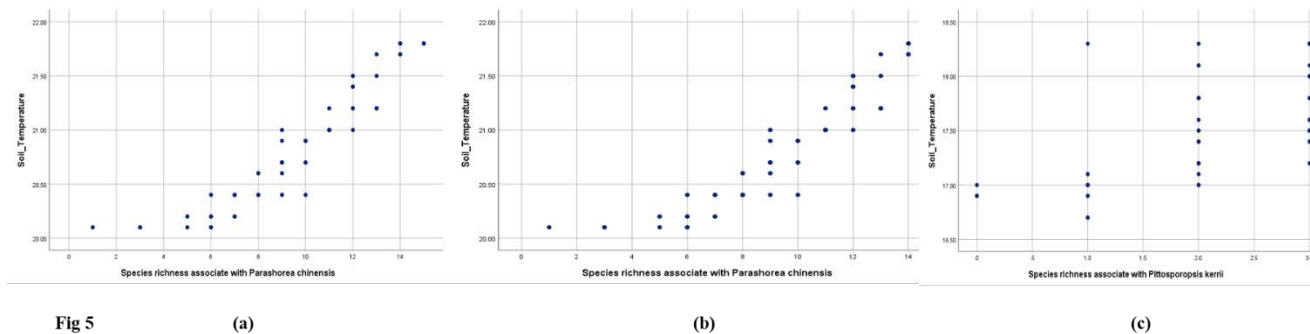 22.00
21.50
21.00
20.50
20.00
Soil_Temperature
0 2 4 6 8 10 12 14
Species richness associate with Parashorea chinensis
22.00
21.50
21.00
20.50
20.00
Soil_Temperature
0 2 4 6 8 10 12 14
Species richness associate with Parashorea chinensis
18.50
18.00
17.50
17.00
16.50
Soil_Temperature
.0 .5 1.0 1.5 2.0 2.5
Species richness associate with Pittosporopsis kerrii
Fig 5 (a) (b) (c)